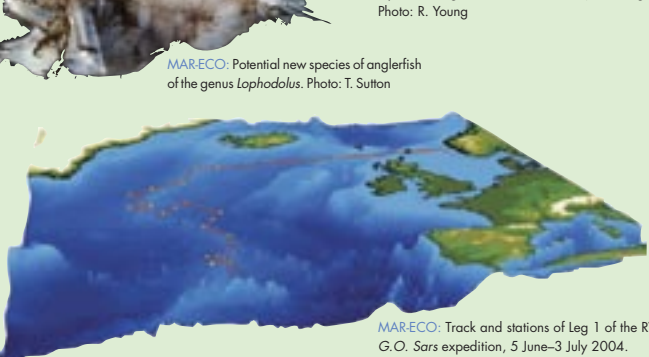 Photo: R. Young
MAR-ECO: Potential new species of anglerfish
of the genus Lophodolus. Photo: T. Sutton
MAR-ECO: Track and stations of Leg 1 of the
G.O. Sars expedition, 5 June–3 July 2004.